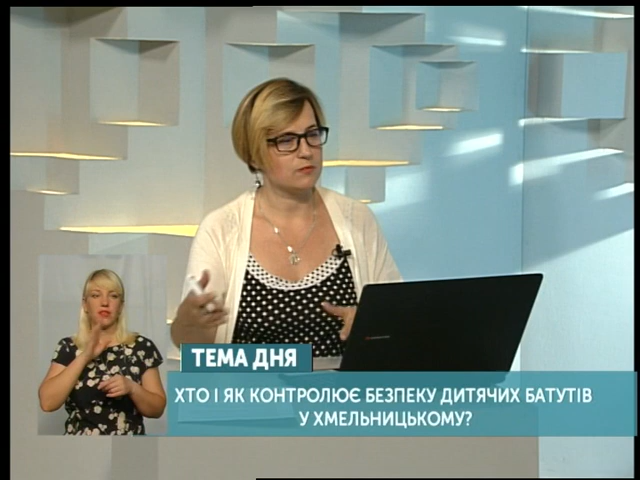 ТЕМА ДНЯ
ХТО І ЯК КОНТРОЛЮЄ БЕЗПЕКУ ДИТЯЧИХ БАТУТІВ
У ХМЕЛЬНИЦЬКОМУ?